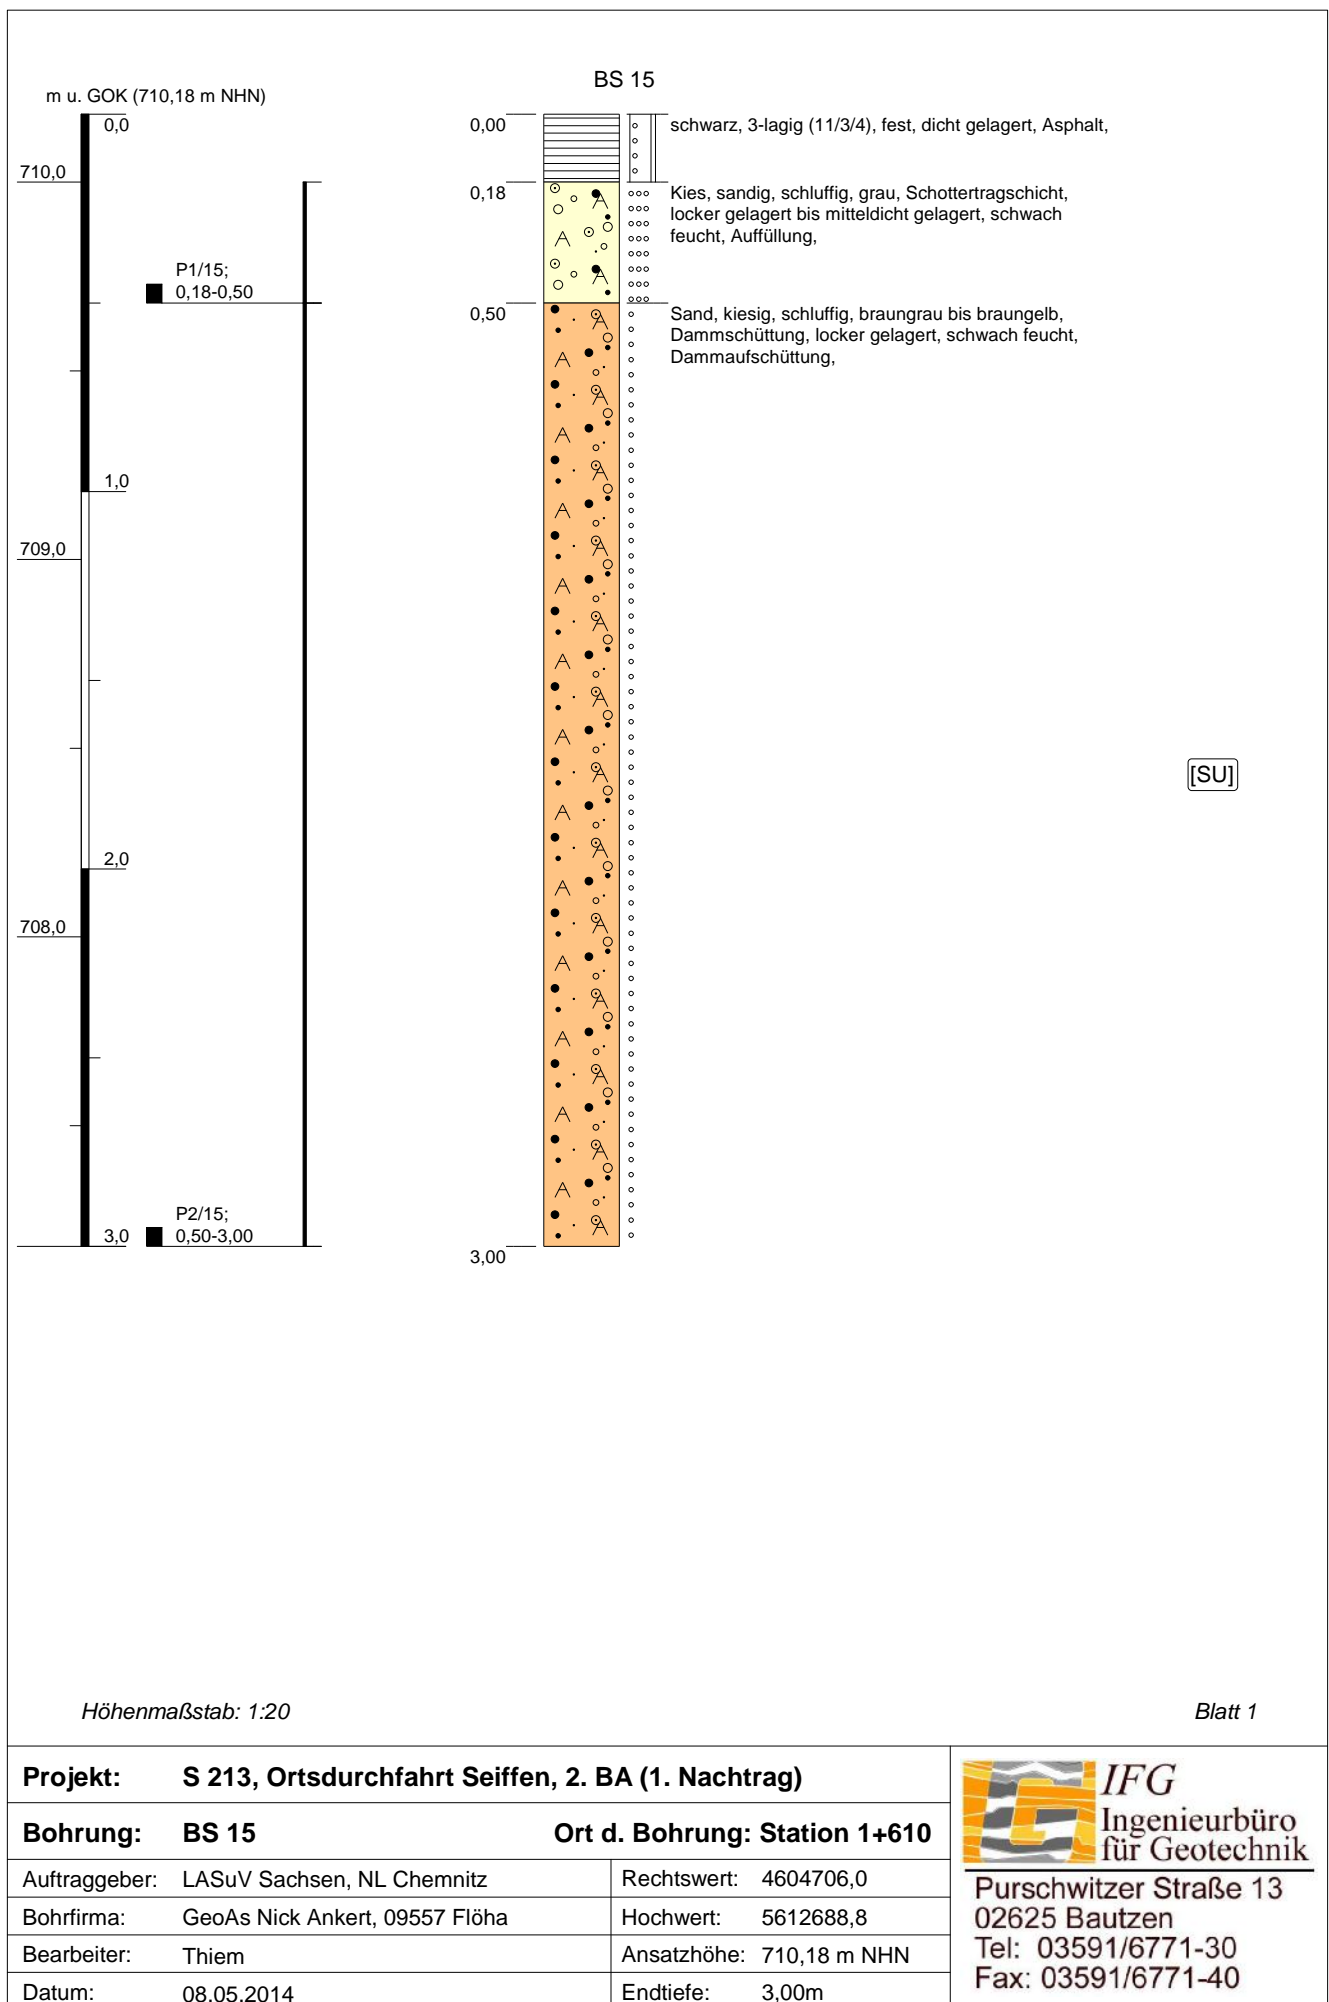 BS 15
m u. GOK (710,18 m NHN)
0,0
0,00
schwarz, 3-lagig (11/3/4), fest, dicht gelagert, Asphalt,
710,0
0,18
Kies, sandig, schluffig, grau, Schottertragschicht,
locker gelagert bis mitteldicht gelagert, schwach
feucht, Auffüllung,
P1/15;
0,18-0,50
0,50
Sand, kiesig, schluffig, braungrau bis braungelb,
Dammschüttung, locker gelagert, schwach feucht,
Dammaufschüttung,
1,0
709,0
[SU]
2,0
708,0
P2/15;
0,50-3,00
3,0
3,00
Höhenmaßstab: 1:20
Blatt 1
Projekt: S 213, Ortsdurchfahrt Seiffen, 2. BA (1. Nachtrag)
Bohrung: BS 15 Ort d. Bohrung: Station 1+610
Auftraggeber: LASuV Sachsen, NL Chemnitz Rechtswert: 4604706,0
Bohrfirma: GeoAs Nick Ankert, 09557 Flöha Hochwert: 5612688,8
Bearbeiter: Thiem Ansatzhöhe: 710,18 m NHN
Datum: 08.05.2014 Endtiefe: 3,00m
IFG
Ingenieurbüro
für Geotechnik
Purschwitzer Straße 13
02625 Bautzen
Tel: 03591/6771-30
Fax: 03591/6771-40